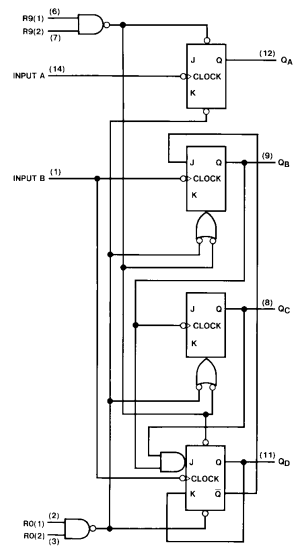 R9(1) (6)
R9(2) (7)
J Q (12) QA
INPUT A (14) CLOCK
K
J Q (9) QB
INPUT B (1) CLOCK
K
J Q (8) QC
CLOCK
K
J Q (11) QD
CLOCK
K Q̅
R0(1) (2)
R0(2) (3)